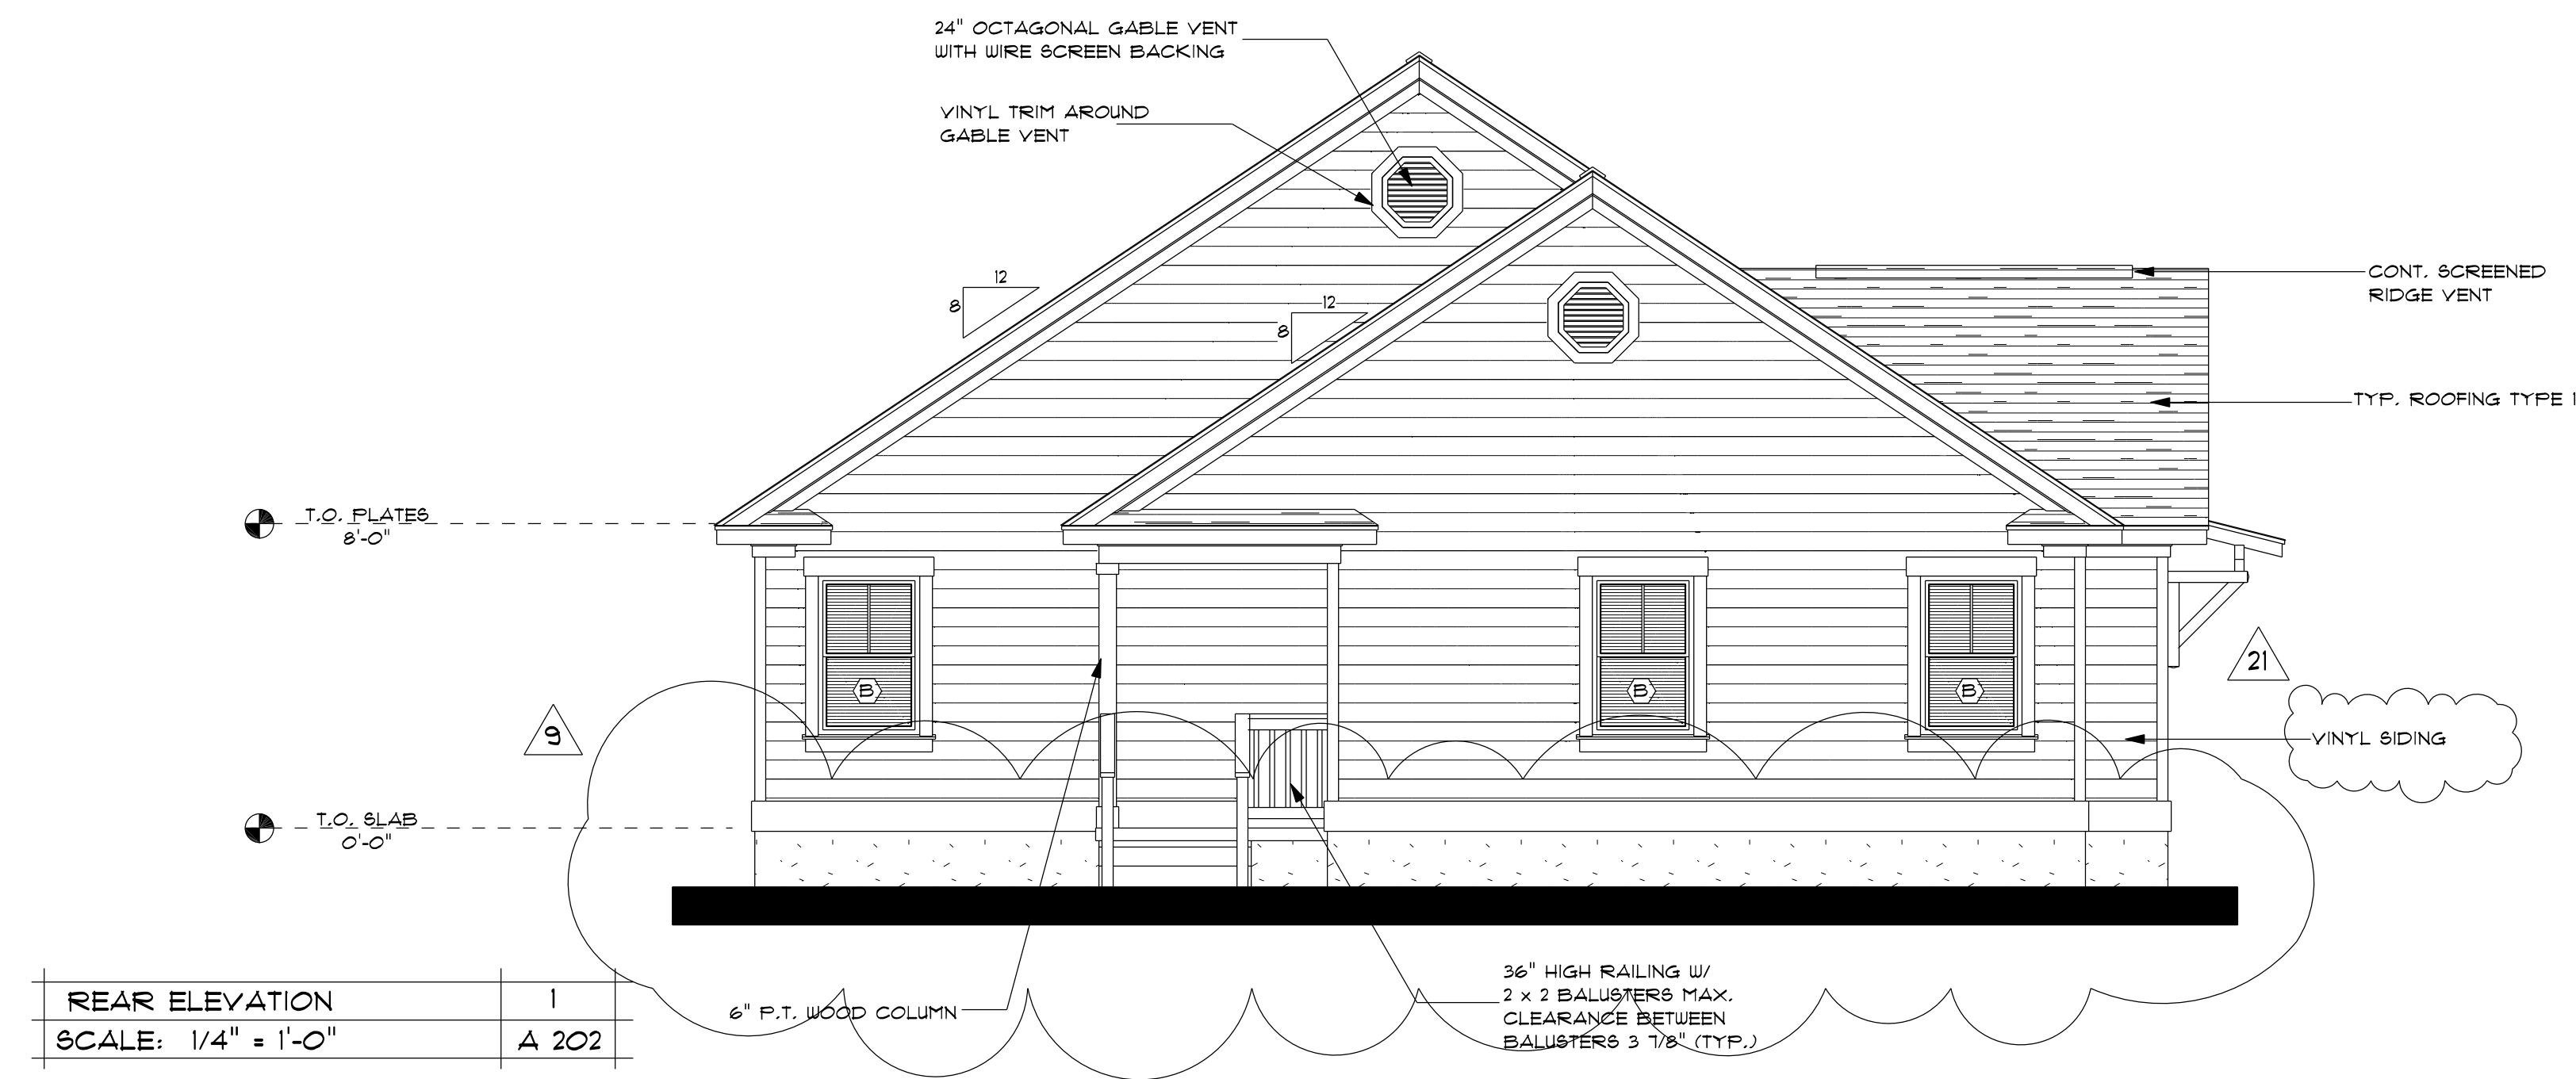 24" OCTAGONAL GABLE VENT
WITH WIRE SCREEN BACKING
VINYL TRIM AROUND
GABLE VENT
12
8
12
8
CONT. SCREENED
RIDGE VENT
TYP. ROOFING TYPE 1
T.O. PLATES
8'-0"
B
B
B
21
9
VINYL SIDING
T.O. SLAB
0'-0"
6" P.T. WOOD COLUMN
36" HIGH RAILING W/
2 x 2 BALUSTERS MAX.
CLEARANCE BETWEEN
BALUSTERS 3 7/8" (TYP.)
REAR ELEVATION
1
SCALE: 1/4" = 1'-0"
A 202